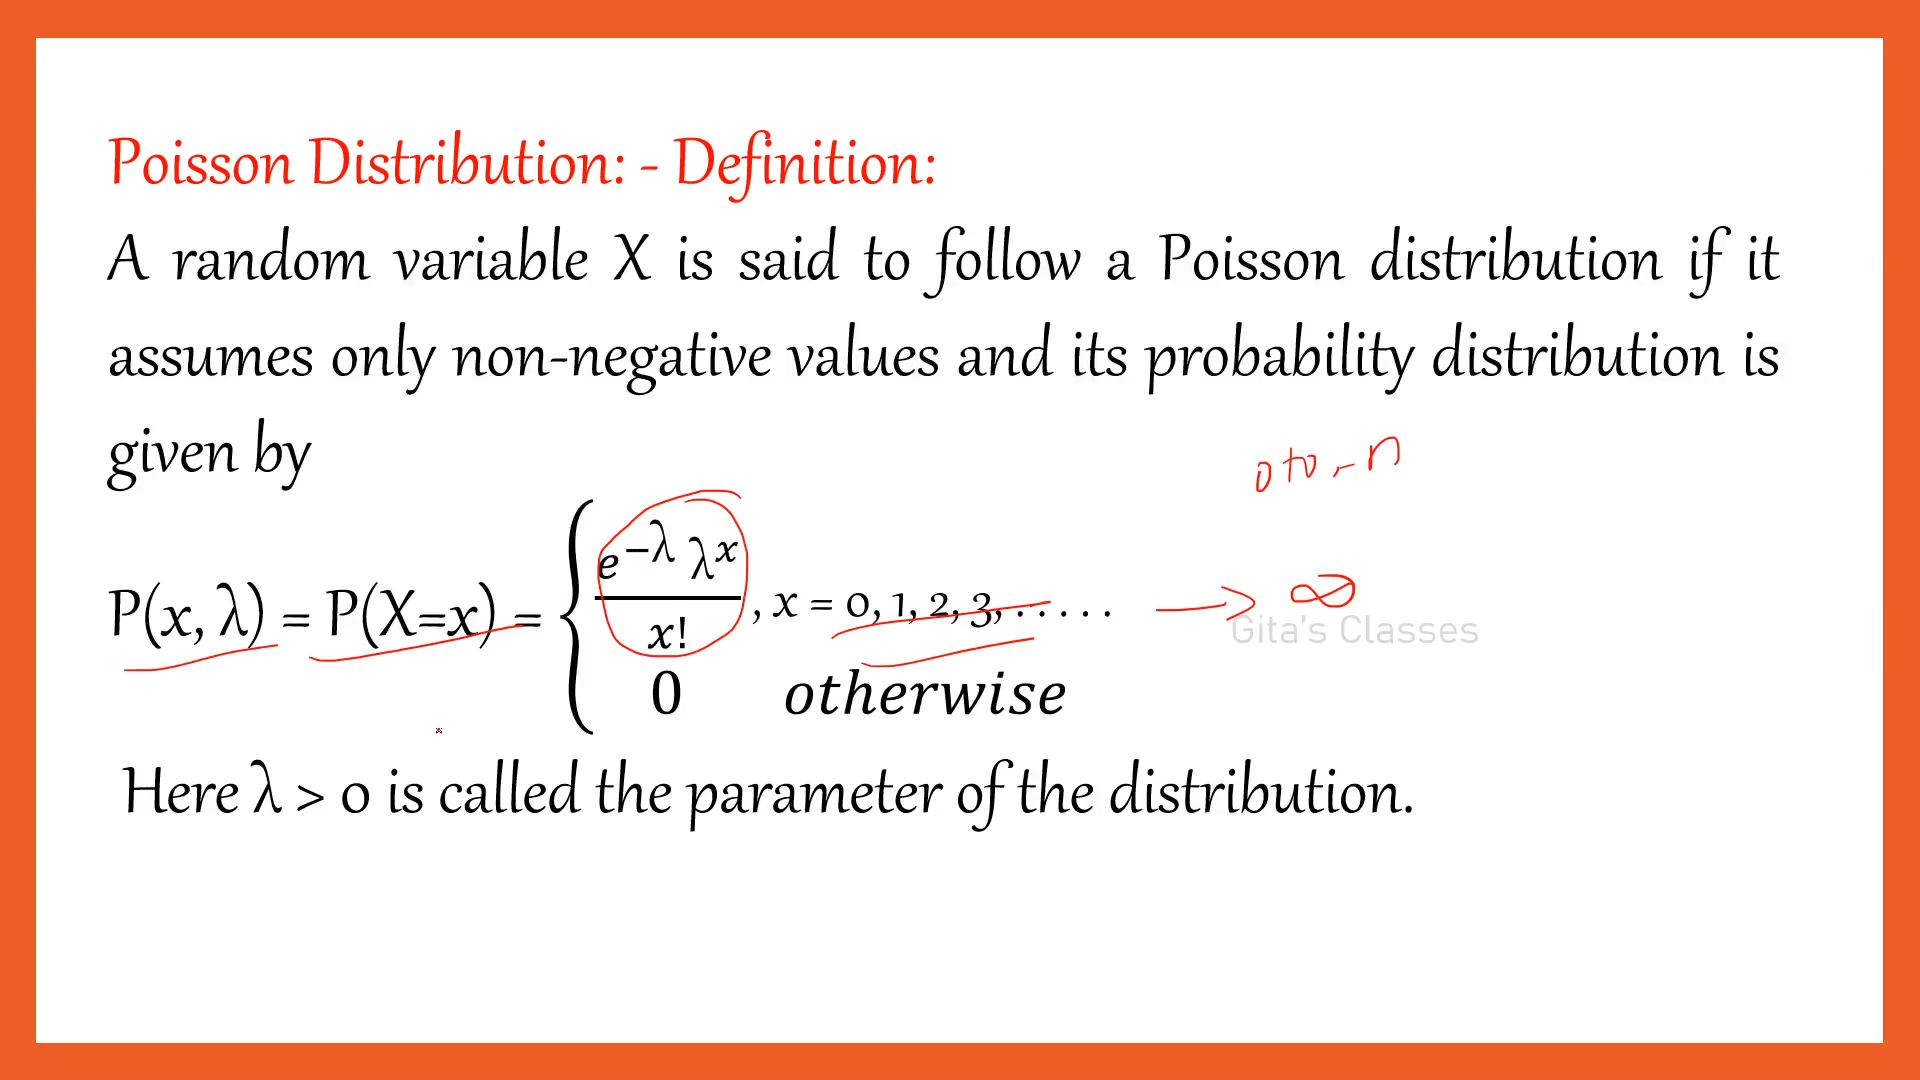 Poisson Distribution: - Definition:
A random variable X is said to follow a Poisson distribution if it
assumes only non-negative values and its probability distribution is
given by
0 to - n
P(x, λ) = P(X=x) = { e^−λ λ^x / x! , x = 0, 1, 2, 3, ..... → ∞
Gita's Classes
0 otherwise
Here λ > 0 is called the parameter of the distribution.